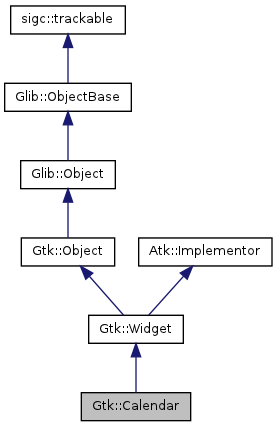 sigc::trackable
Glib::ObjectBase
Glib::Object
Gtk::Object
Atk::Implementor
Gtk::Widget
Gtk::Calendar